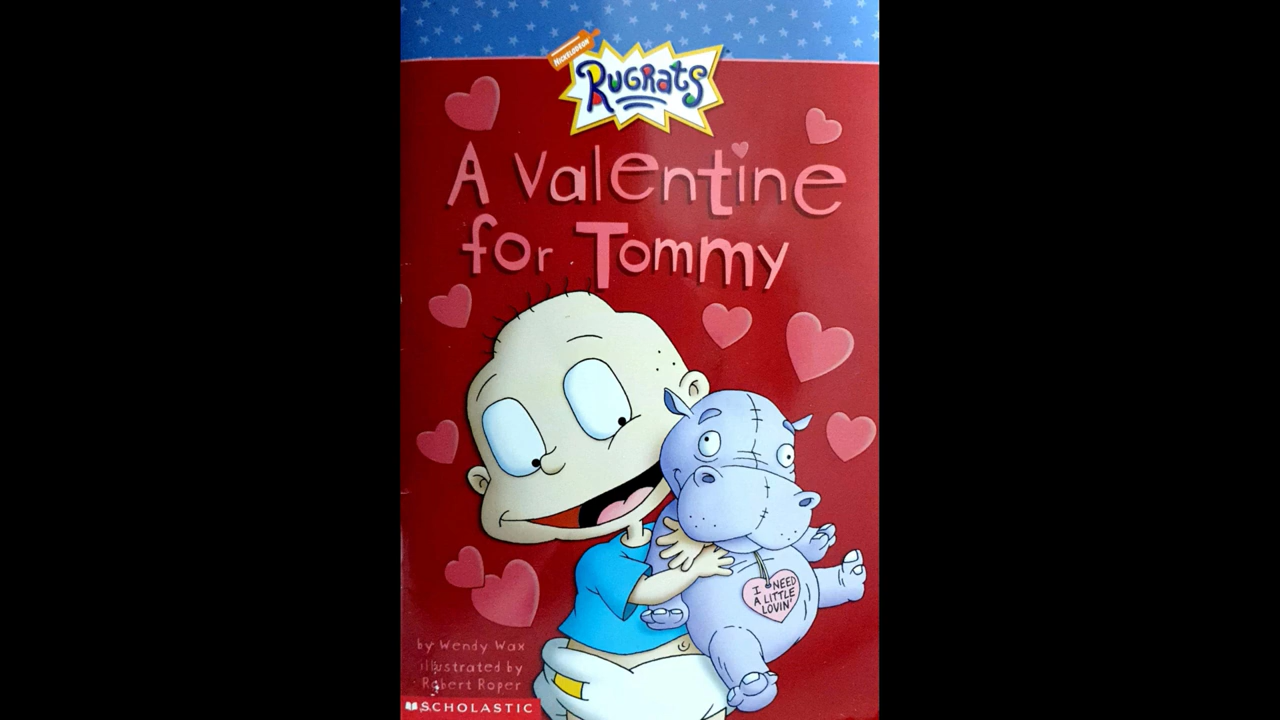 NICKELODEON
RUGRatS
A Valentine
for Tommy
I NEED
A LITTLE
LOVIN'
by Wendy Wax
illustrated by
Robert Roper
SCHOLASTIC